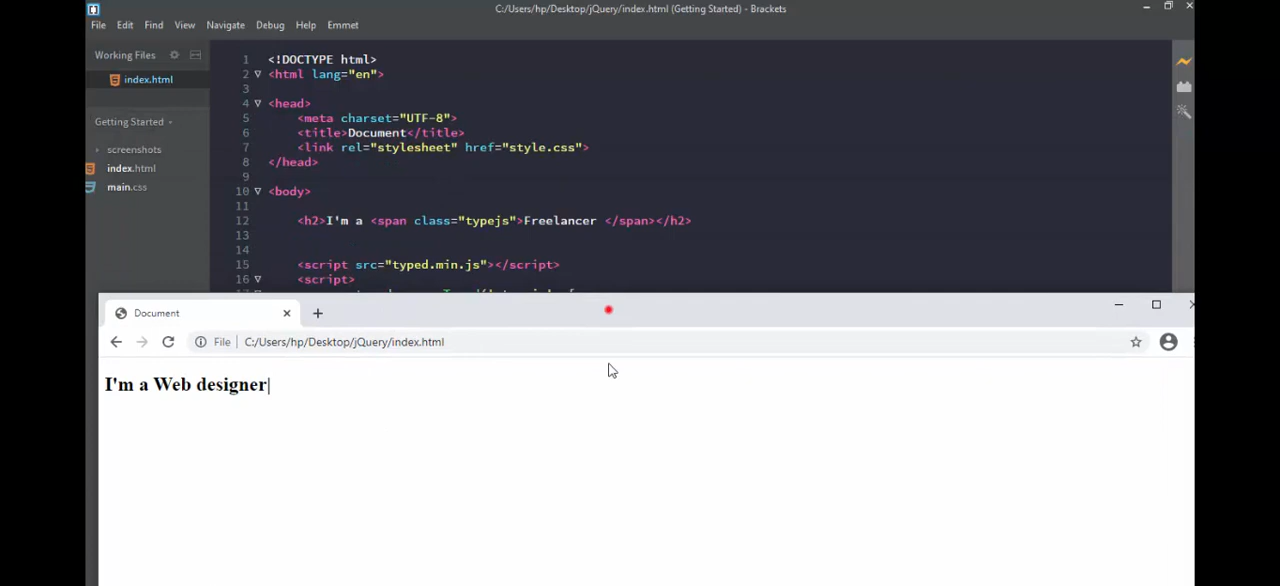 C:/Users/hp/Desktop/jQuery/index.html (Getting Started) - Brackets
File Edit Find View Navigate Debug Help Emmet
Working Files
index.html
Getting Started
screenshots
index.html
main.css
1 <!DOCTYPE html>
2 <html lang="en">
3
4 <head>
5 <meta charset="UTF-8">
6 <title>Document</title>
7 <link rel="stylesheet" href="style.css">
8 </head>
9
10 <body>
11
12 <h2>I'm a <span class="typejs">Freelancer </span></h2>
13
14
15 <script src="typed.min.js"></script>
16 <script>
Document
File C:/Users/hp/Desktop/jQuery/index.html
I'm a Web designer|